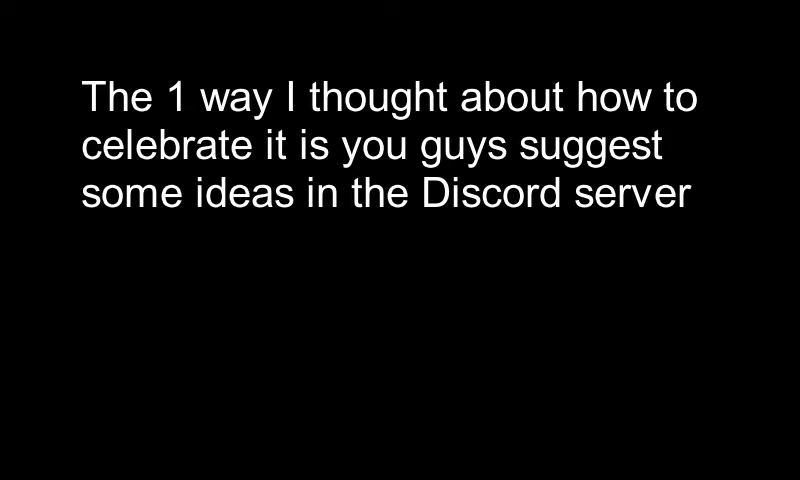 The 1 way I thought about how to
celebrate it is you guys suggest
some ideas in the Discord server